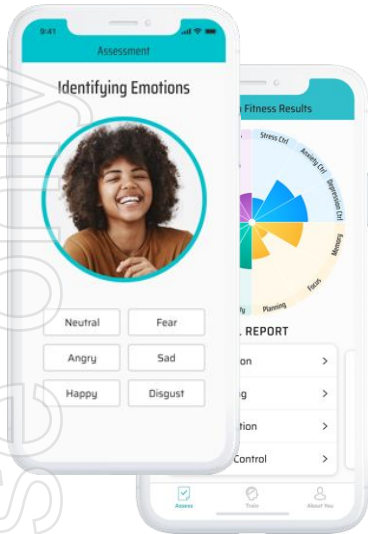 9:41
Assessment
Identifying Emotions
Neutral
Fear
Angry
Sad
Happy
Disgust
Fitness Results
Stress Ctrl
Anxiety Ctrl
Depression Ctrl
Memory
Focus
Planning
REPORT
Control
Assess
Train
About You